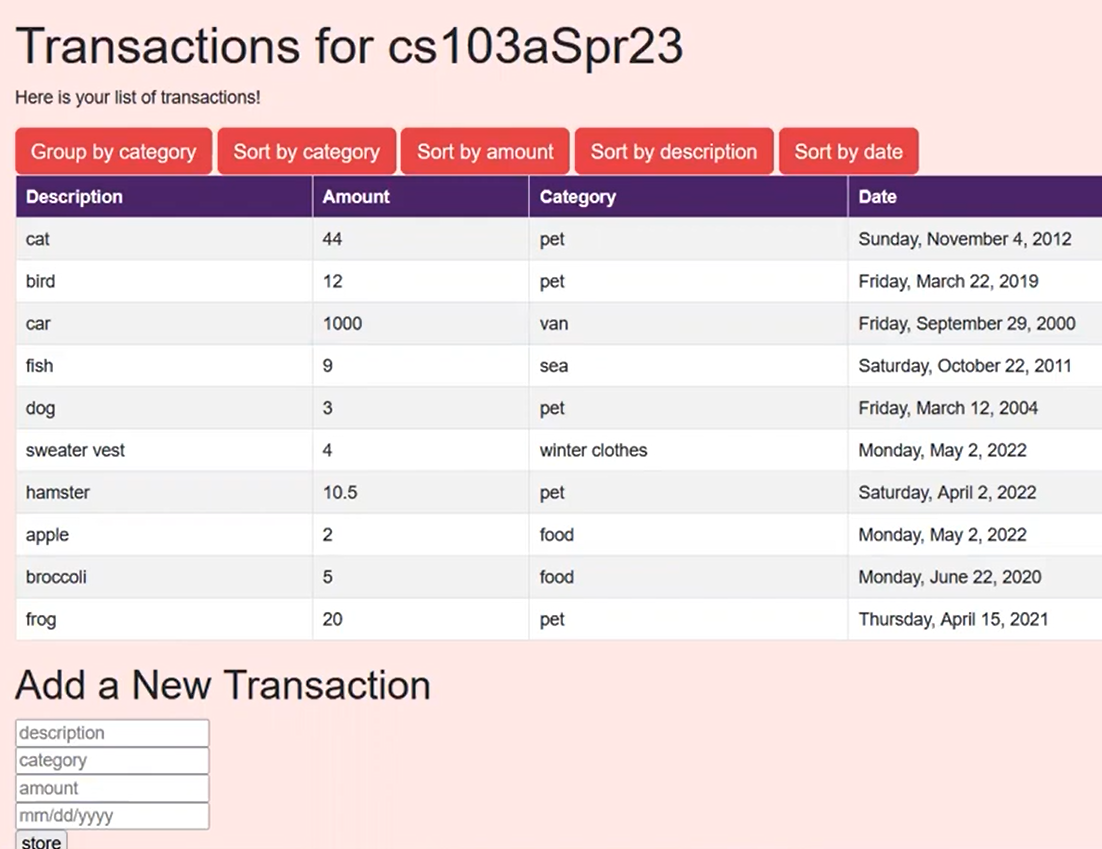 Transactions for cs103aSpr23
Here is your list of transactions!
Group by category Sort by category Sort by amount Sort by description Sort by date
Description Amount Category Date
cat 44 pet Sunday, November 4, 2012
bird 12 pet Friday, March 22, 2019
car 1000 van Friday, September 29, 2000
fish 9 sea Saturday, October 22, 2011
dog 3 pet Friday, March 12, 2004
sweater vest 4 winter clothes Monday, May 2, 2022
hamster 10.5 pet Saturday, April 2, 2022
apple 2 food Monday, May 2, 2022
broccoli 5 food Monday, June 22, 2020
frog 20 pet Thursday, April 15, 2021
Add a New Transaction
description
category
amount
mm/dd/yyyy
store